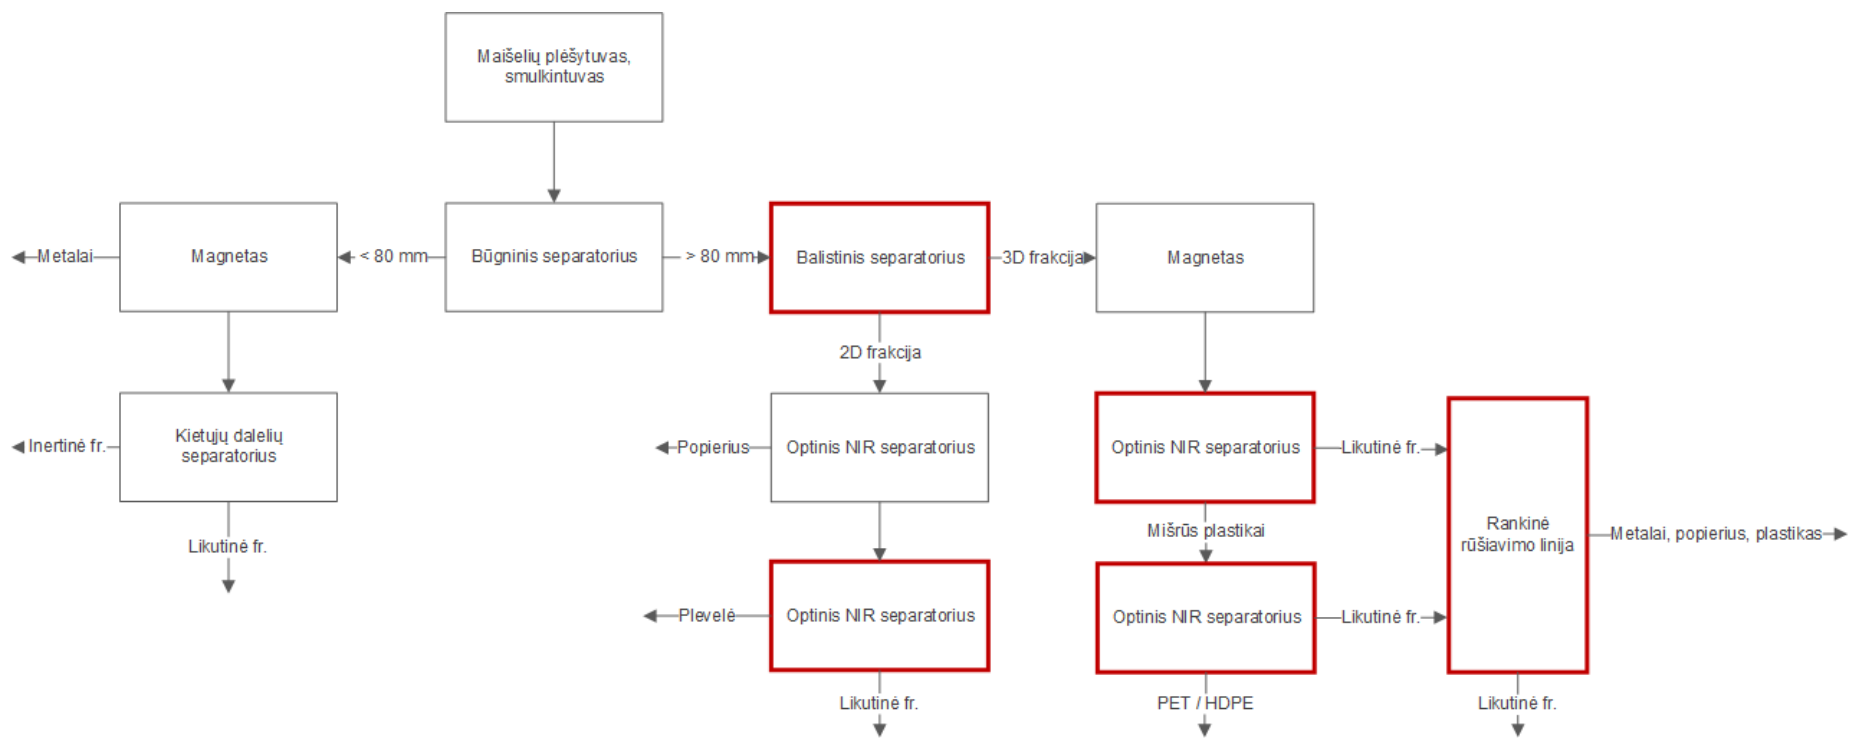 Maišelių plėšytuvas,
smulkintuvas
Metalai
Magnetas
< 80 mm
Būgninis separatorius
> 80 mm
Balistinis separatorius
3D frakcija
Magnetas
2D frakcija
Inertinė fr.
Kietųjų dalelių
separatorius
Popierius
Optinis NIR separatorius
Optinis NIR separatorius
Likutinė fr.
Mišrūs plastikai
Rankinė
rūšiavimo linija
Metalai, popierius, plastikas
Likutinė fr.
Plevelė
Optinis NIR separatorius
Optinis NIR separatorius
Likutinė fr.
Likutinė fr.
PET / HDPE
Likutinė fr.